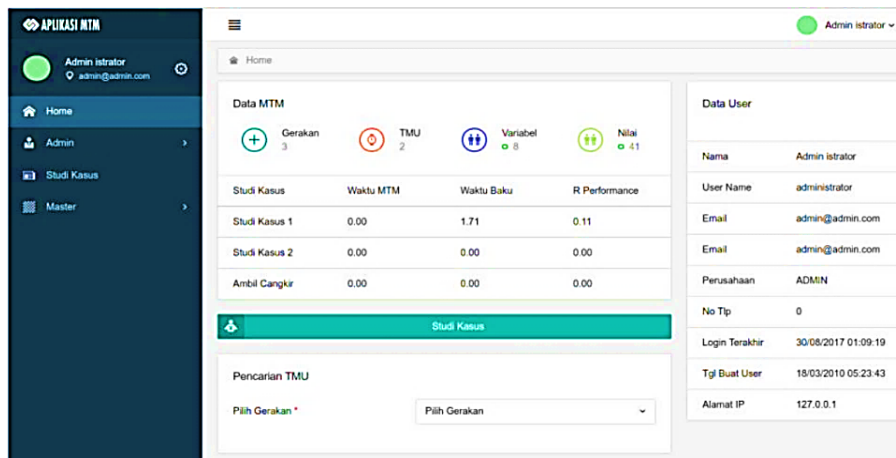 APLIKASI MTM
Admin istrator
Admin istrator
admin@admin.com
Home
Admin
Studi Kasus
Master
Home
Data MTM
Gerakan
3
TMU
2
Variabel
8
Nilai
41
Studi Kasus Waktu MTM Waktu Baku R Performance
Studi Kasus 1 0.00 1.71 0.11
Studi Kasus 2 0.00 0.00 0.00
Ambil Cangkir 0.00 0.00 0.00
Studi Kasus
Pencarian TMU
Pilih Gerakan * Pilih Gerakan
Data User
Nama Admin istrator
User Name administrator
Email admin@admin.com
Email admin@admin.com
Perusahaan ADMIN
No Tlp 0
Login Terakhir 30/08/2017 01:09:19
Tgl Buat User 18/03/2010 05:23:43
Alamat IP 127.0.0.1